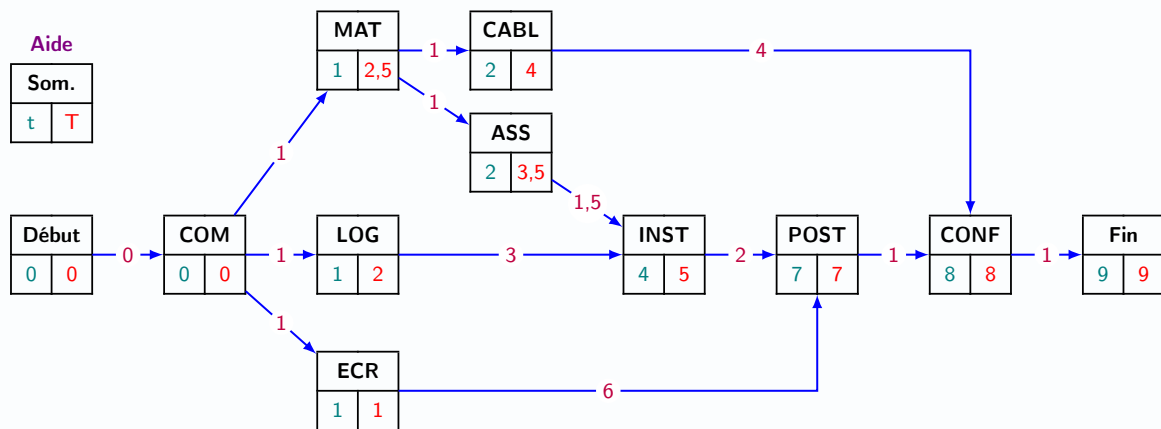 Aide
Som.
t T
MAT
1 2,5
1
CABL
2 4
4
1
ASS
2 3,5
1
1,5
Début
0 0
0
COM
0 0
1
LOG
1 2
3
INST
4 5
2
POST
7 7
1
CONF
8 8
1
Fin
9 9
1
ECR
1 1
6